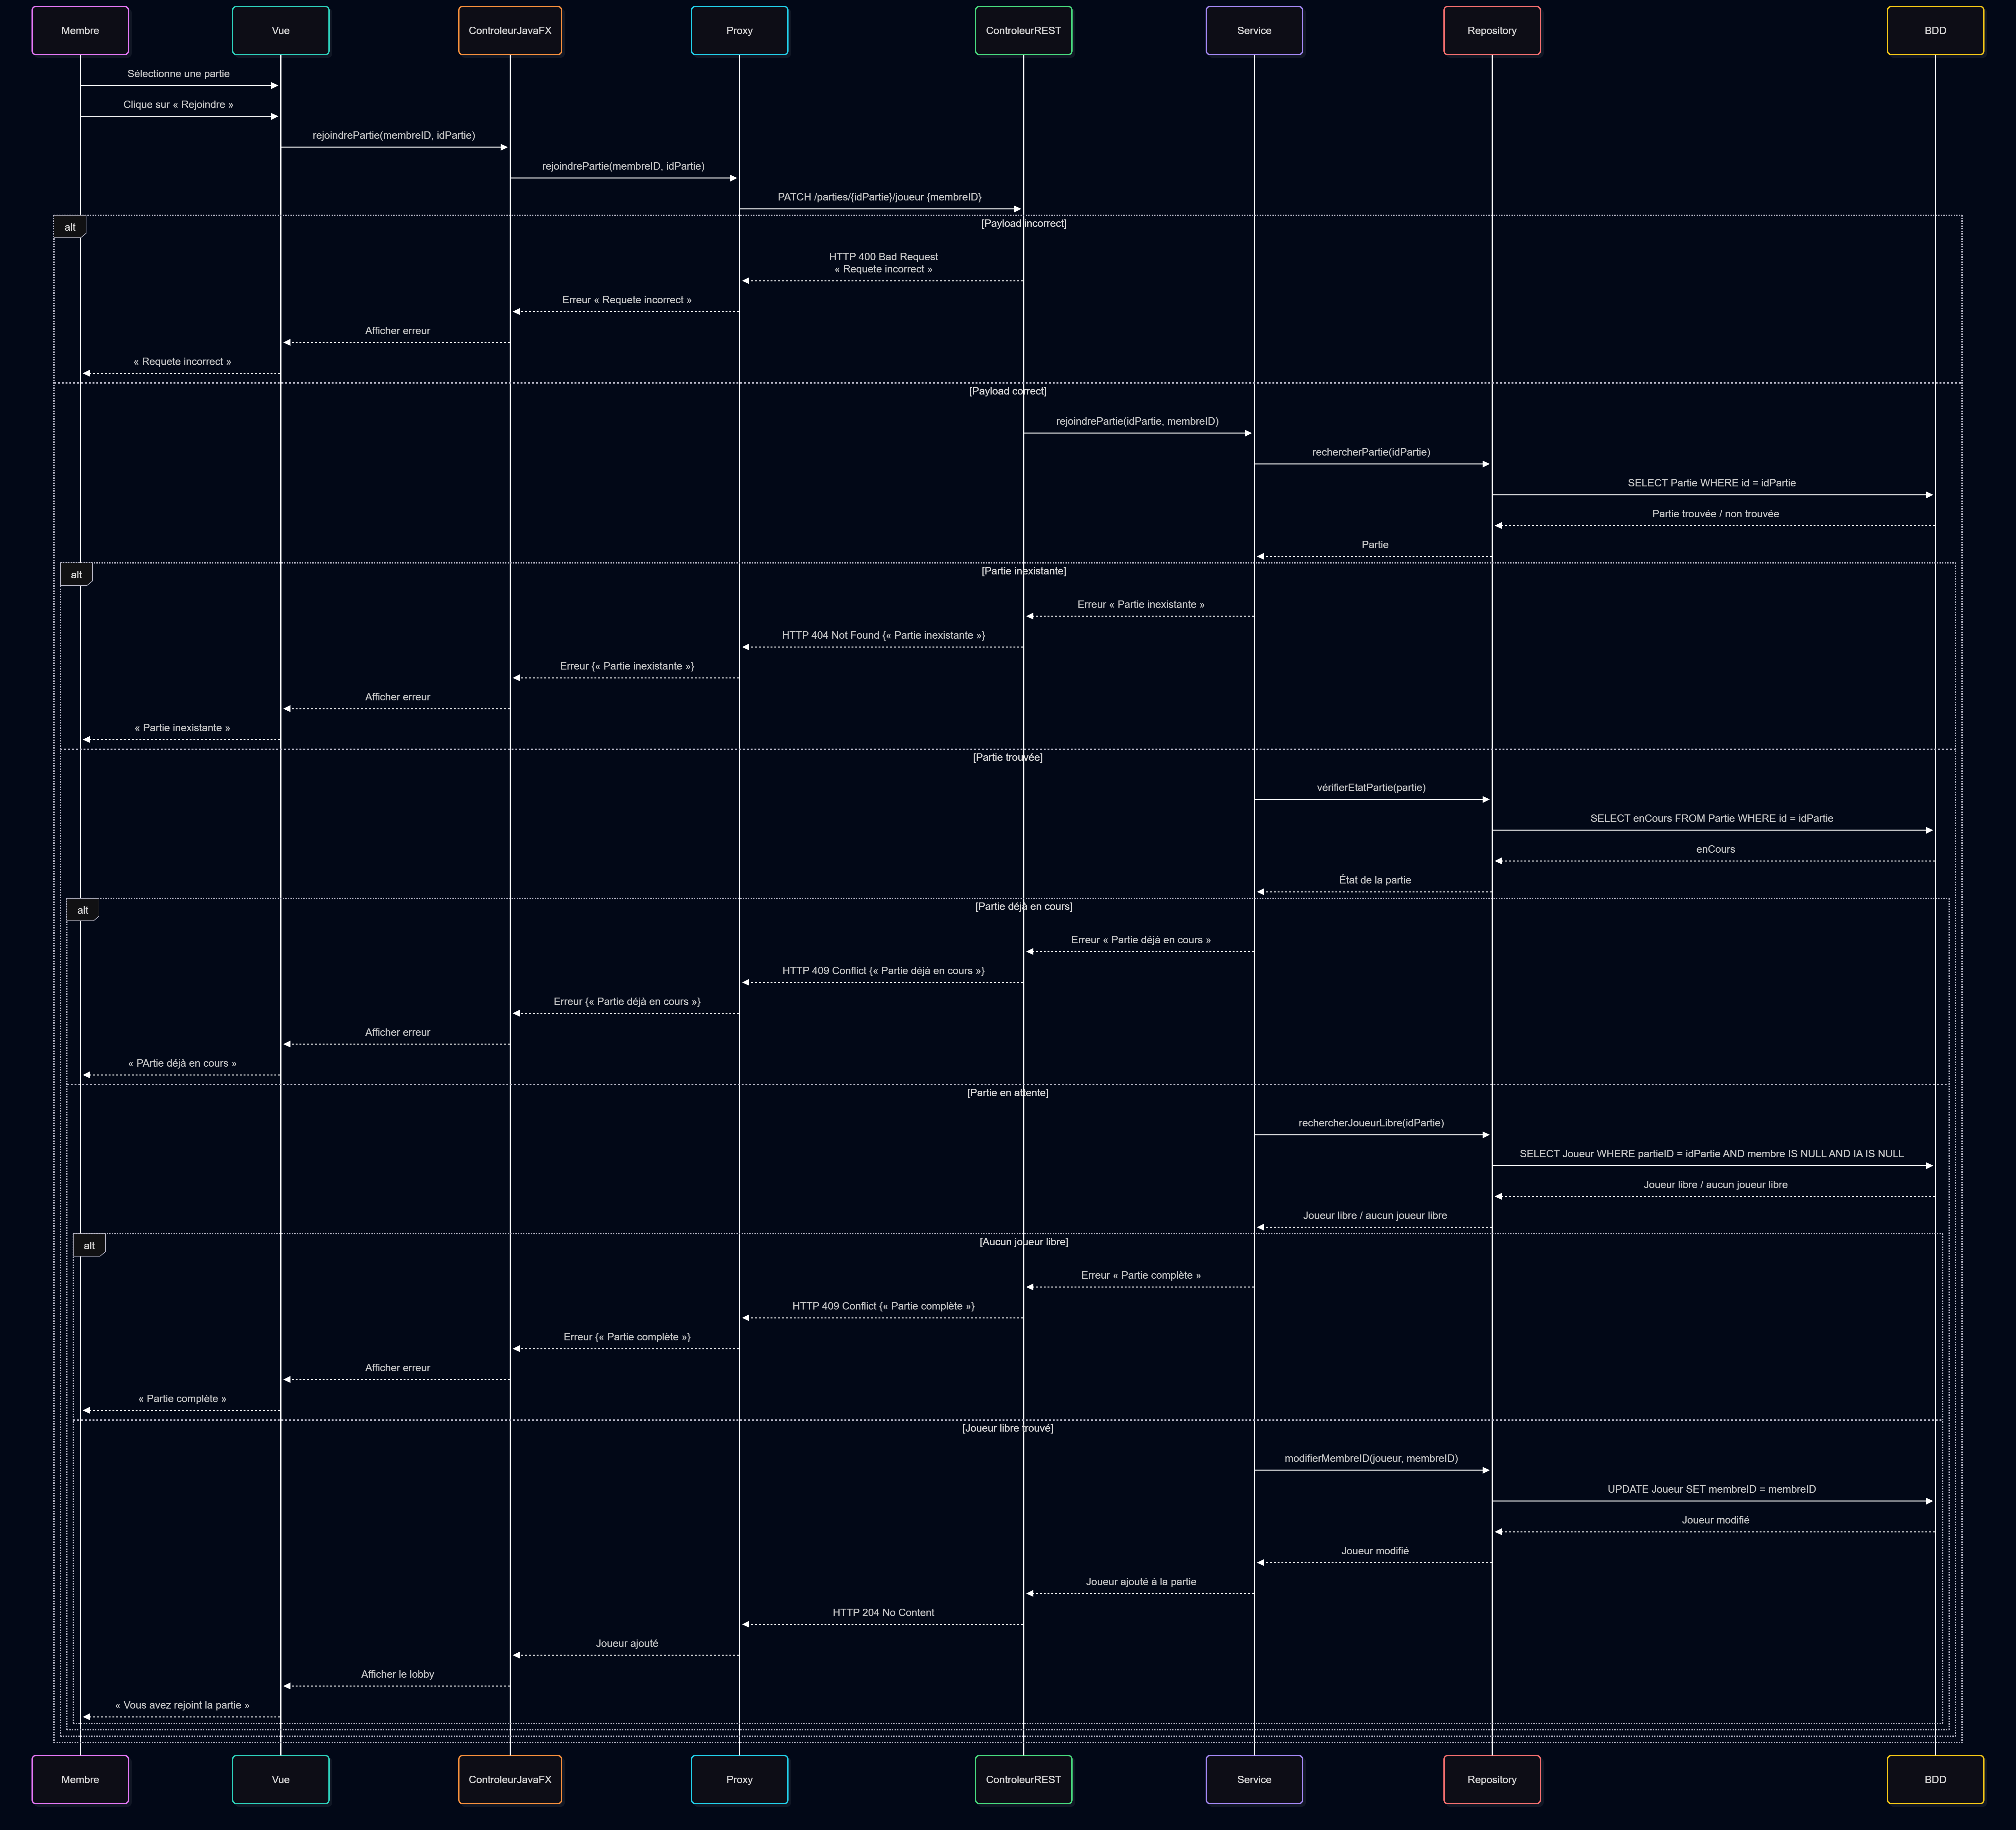 Membre
Vue
ControleurJavaFX
Proxy
ControleurREST
Service
Repository
BDD
Sélectionne une partie
Clique sur « Rejoindre »
rejoindrePartie(membreID, idPartie)
rejoindrePartie(membreID, idPartie)
PATCH /parties/{idPartie}/joueur {membreID}
alt
[Payload incorrect]
HTTP 400 Bad Request
« Requete incorrect »
Erreur « Requete incorrect »
Afficher erreur
« Requete incorrect »
[Payload correct]
rejoindrePartie(idPartie, membreID)
rechercherPartie(idPartie)
SELECT Partie WHERE id = idPartie
Partie trouvée / non trouvée
Partie
alt
[Partie inexistante]
Erreur « Partie inexistante »
HTTP 404 Not Found {« Partie inexistante »}
Erreur {« Partie inexistante »}
Afficher erreur
« Partie inexistante »
[Partie trouvée]
vérifierEtatPartie(partie)
SELECT enCours FROM Partie WHERE id = idPartie
enCours
État de la partie
alt
[Partie déjà en cours]
Erreur « Partie déjà en cours »
HTTP 409 Conflict {« Partie déjà en cours »}
Erreur {« Partie déjà en cours »}
Afficher erreur
« PArtie déjà en cours »
[Partie en attente]
rechercherJoueurLibre(idPartie)
SELECT Joueur WHERE partieID = idPartie AND membre IS NULL AND IA IS NULL
Joueur libre / aucun joueur libre
Joueur libre / aucun joueur libre
alt
[Aucun joueur libre]
Erreur « Partie complète »
HTTP 409 Conflict {« Partie complète »}
Erreur {« Partie complète »}
Afficher erreur
« Partie complète »
[Joueur libre trouvé]
modifierMembreID(joueur, membreID)
UPDATE Joueur SET membreID = membreID
Joueur modifié
Joueur modifié
Joueur ajouté à la partie
HTTP 204 No Content
Joueur ajouté
Afficher le lobby
« Vous avez rejoint la partie »
Membre
Vue
ControleurJavaFX
Proxy
ControleurREST
Service
Repository
BDD